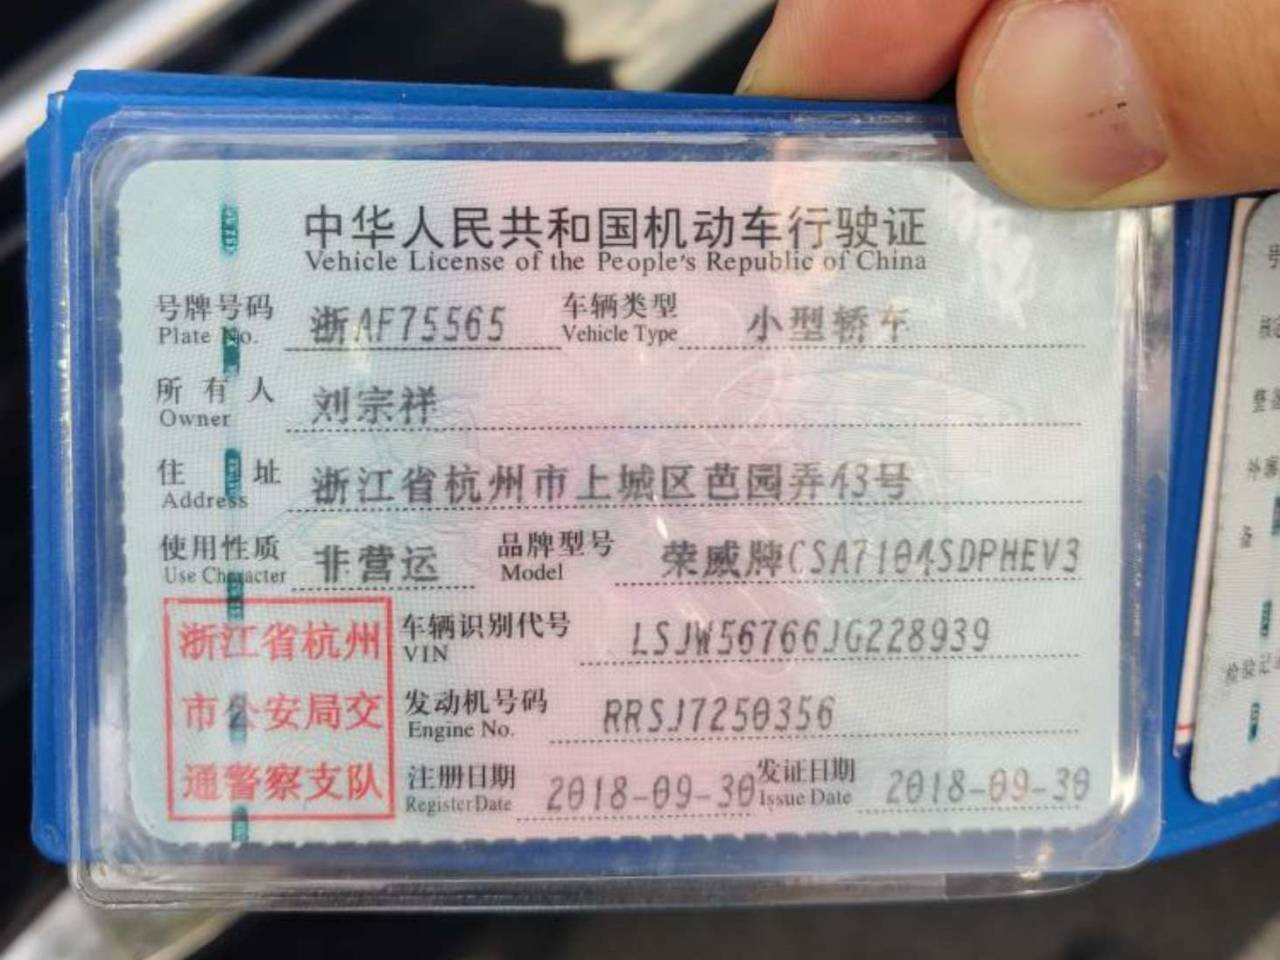 中华人民共和国机动车行驶证
Vehicle License of the People's Republic of China
号牌号码 浙AF75565 车辆类型 小型轿车
Plate No. Vehicle Type
所有人 刘宗祥
Owner
住址 浙江省杭州市上城区芭园弄43号
Address
使用性质 非营运 品牌型号 荣威牌CSA7104SDPHEV3
Use Character Model
浙江省杭州
市公安局交
通警察支队
车辆识别代号 LSJW56766JG228939
VIN
发动机号码 RRSJ7250356
Engine No.
注册日期 2018-09-30 发证日期 2018-09-30
Register Date Issue Date